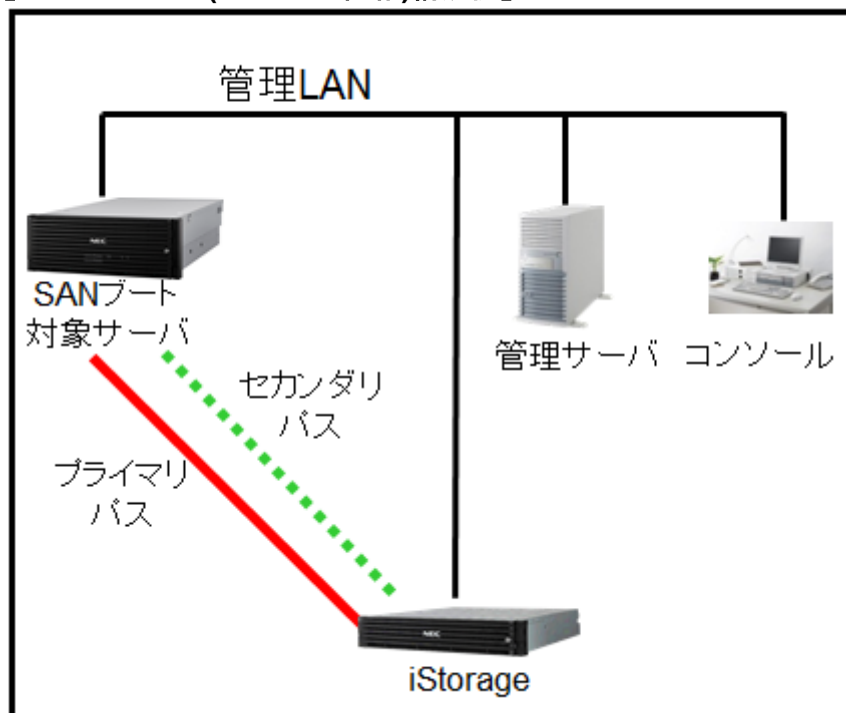 管理LAN
SANブート
対象サーバ
管理サーバ
コンソール
セカンダリ
パス
プライマリ
パス
NEC
NEC
iStorage